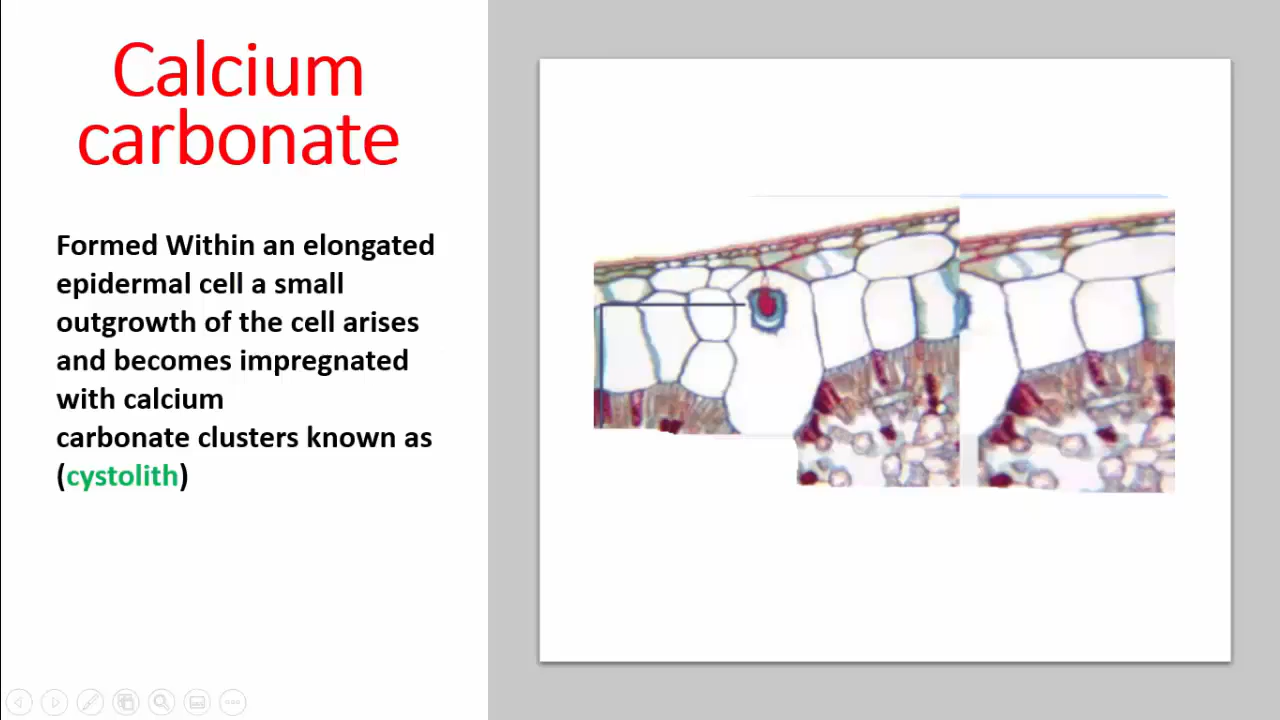 Calcium
carbonate
Formed Within an elongated
epidermal cell a small
outgrowth of the cell arises
and becomes impregnated
with calcium
carbonate clusters known as
(cystolith)